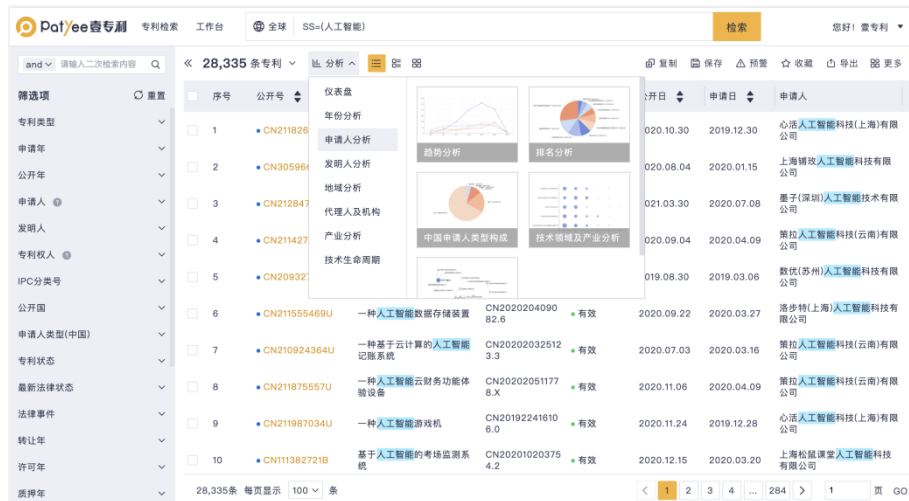 Patyee壹专利 专利检索 工作台 全球 SS=(人工智能) 检索 您好！壹专利
and 请输入二次检索内容
28,335 条专利 分析 复制 保存 预警 收藏 导出 更多
筛选项 重置
专利类型
申请年
公开年
申请人
发明人
专利权人
IPC分类号
公开国
申请人类型(中国)
专利状态
最新法律状态
法律事件
转让年
许可年
质押年
仪表盘
年份分析
申请人分析
发明人分析
地域分析
代理人及机构
产业分析
技术生命周期
趋势分析 排名分析
中国申请人类型构成 技术领域及产业分析
序号 公开号 开日 申请日 申请人
1 CN211826 020.10.30 2019.12.30 心活人工智能科技(上海)有限
公司
2 CN30596 020.08.04 2020.01.15 上海锵玫人工智能科技有限
公司
3 CN212847 021.03.30 2020.07.08 墨子(深圳)人工智能技术有限
公司
4 CN211427 020.09.04 2020.04.09 策拉人工智能科技(云南)有限
公司
5 CN20932 019.08.30 2019.03.06 数优(苏州)人工智能科技有限
公司
6 CN211555469U 一种人工智能数据存储装置 CN2020204090
82.6 有效 2020.09.22 2020.03.27 洛步特(上海)人工智能科技有
限公司
7 CN210924364U 一种基于云计算的人工智能
记账系统 CN20202032512
3.3 有效 2020.07.03 2020.03.16 策拉人工智能科技(云南)有限
公司
8 CN211875557U 一种人工智能云财务功能体
验设备 CN20202051177
8.X 有效 2020.11.06 2020.04.09 策拉人工智能科技(云南)有限
公司
9 CN211987034U 一种人工智能游戏机 CN20192241610
6.0 有效 2020.11.24 2019.12.28 心活人工智能科技(上海)有限
公司
10 CN111382721B 基于人工智能的考场监测系
统 CN20201020375
4.2 有效 2020.12.15 2020.03.20 上海松鼠课堂人工智能科技
有限公司
28,335条 每页显示 100 条 1 2 3 4 ... 284 1 页 GO